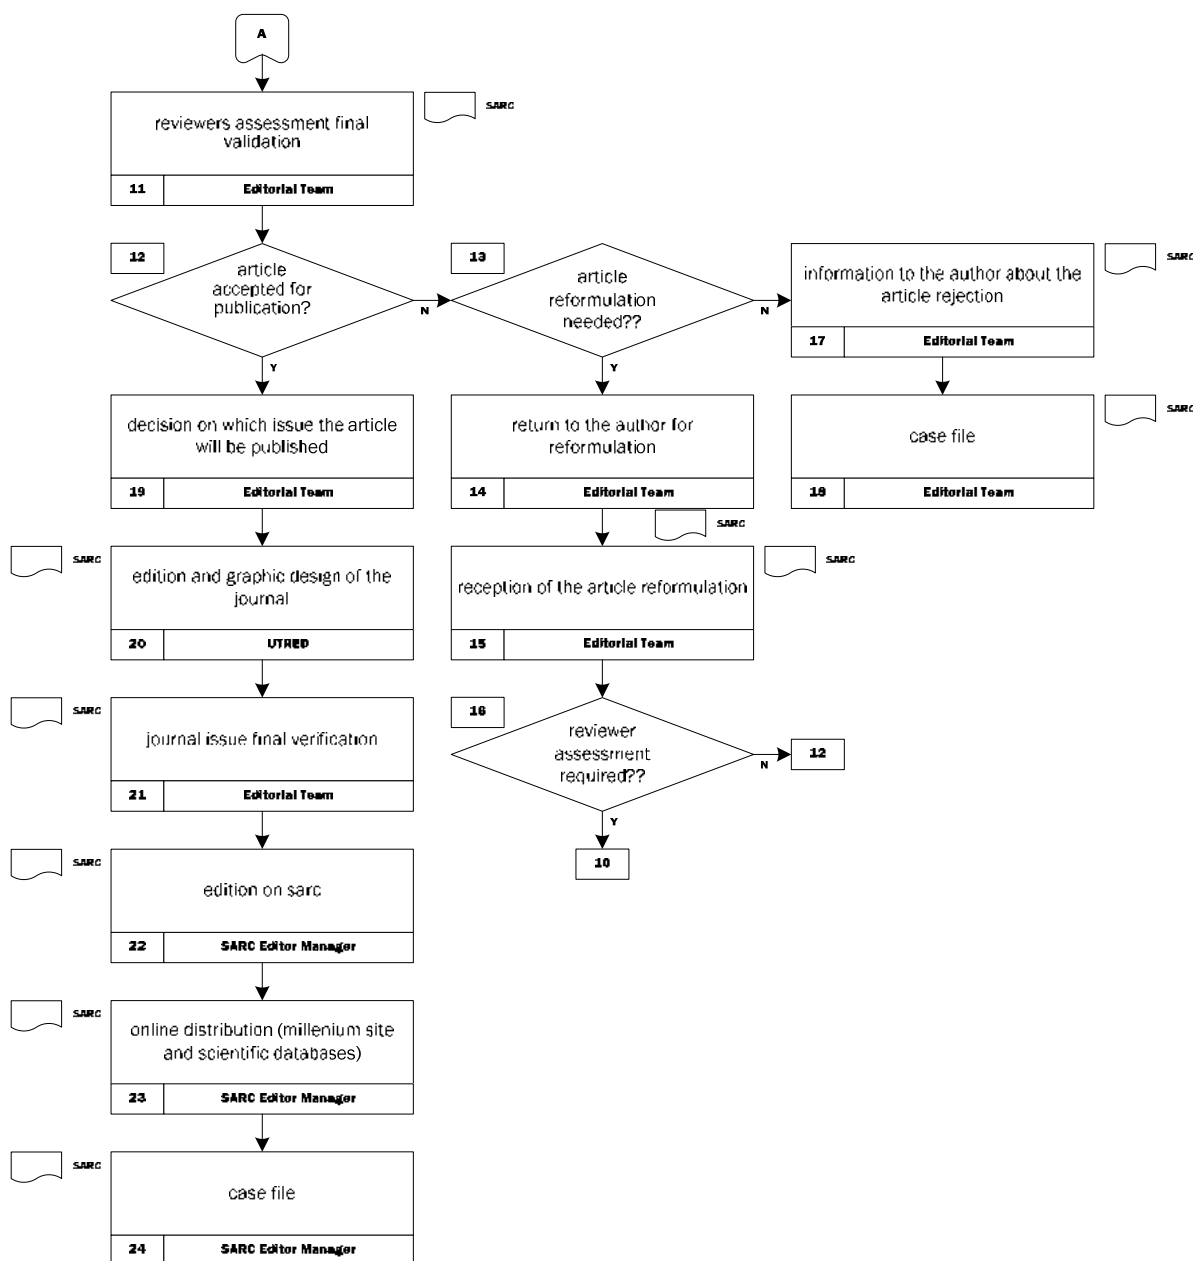 A
reviewers assessment final
validation
SARC
11
Editorial Team
12
article
accepted for
publication?
N
Y
13
article
reformulation
needed??
N
Y
information to the author about the
article rejection
SARC
17
Editorial Team
decision on which issue the article
will be published
19
Editorial Team
return to the author for
reformulation
14
Editorial Team
SARC
case file
SARC
18
Editorial Team
SARC
edition and graphic design of the
journal
20
UTRED
reception of the article reformulation
SARC
15
Editorial Team
SARC
journal issue final verification
21
Editorial Team
16
reviewer
assessment
required??
N
12
Y
10
SARC
edition on sarc
22
SARC Editor Manager
SARC
online distribution (millenium site
and scientific databases)
23
SARC Editor Manager
SARC
case file
24
SARC Editor Manager